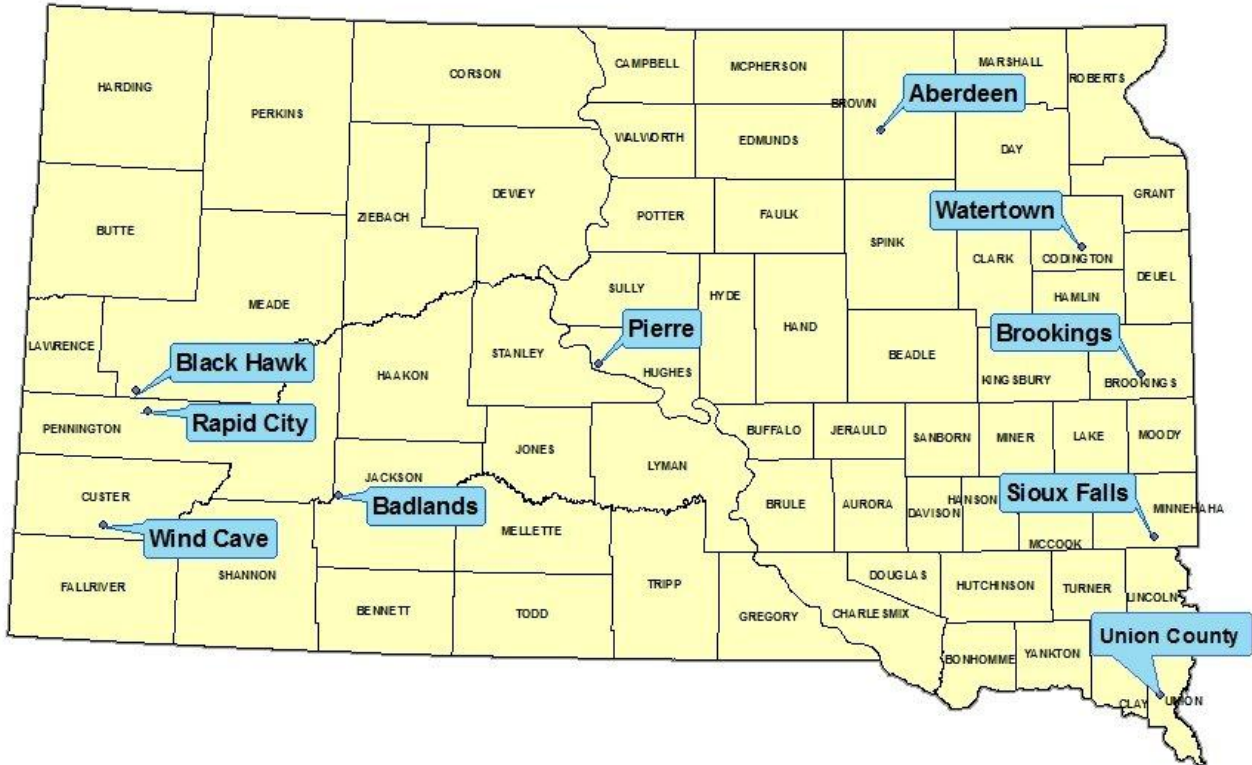 HARDING
PERKINS
CORSON
CAMPBELL
MCPHERSON
BROWN
MARSHALL
ROBERTS
Aberdeen
WALWORTH
EDMUNDS
DAY
DEWEY
ZIEBACH
BUTTE
POTTER
FAULK
SPINK
Watertown
GRANT
CLARK
CODINGTON
DEUEL
MEADE
SULLY
HYDE
HAND
HAMLIN
LAWRENCE
Black Hawk
HAAKON
STANLEY
Pierre
HUGHES
BEADLE
Brookings
KINGSBURY
BROOKINGS
PENNINGTON
Rapid City
JONES
LYMAN
BUFFALO
JERAULD
SANBORN
MINER
LAKE
MOODY
CUSTER
JACKSON
Badlands
BRULE
AURORA
DAVISON
HANSON
Sioux Falls
MINNEHAHA
Wind Cave
MELLETTE
MCCOOK
FALLRIVER
SHANNON
BENNETT
TODD
TRIPP
GREGORY
DOUGLAS
CHARLESMIX
HUTCHINSON
TURNER
LINCOLN
Union County
BONHOMME
YANKTON
CLAY
UNION